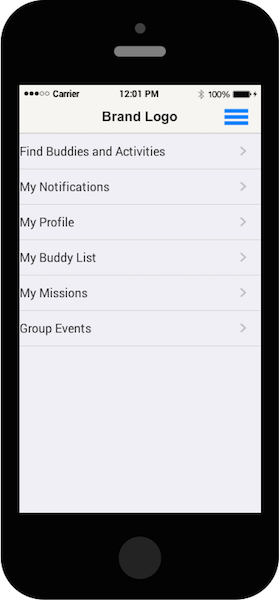 Carrier 12:01 PM 100%
Brand Logo
Find Buddies and Activities
My Notifications
My Profile
My Buddy List
My Missions
Group Events